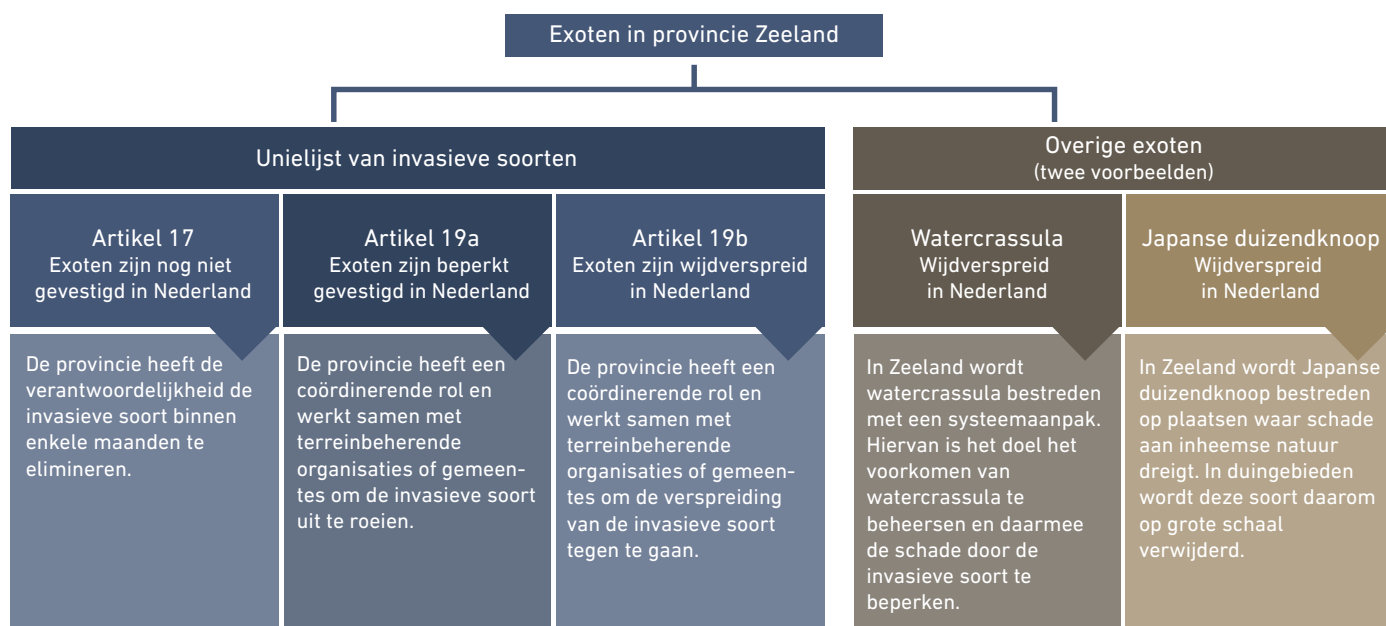 Exoten in provincie Zeeland
Unielijst van invasieve soorten
Artikel 17
Exoten zijn nog niet
gevestigd in Nederland
De provincie heeft de
verantwoordelijkheid de
invasieve soort binnen
enkele maanden te
elimineren.
Artikel 19a
Exoten zijn beperkt
gevestigd in Nederland
De provincie heeft een
coördinerende rol en
werkt samen met
terreinbeherende
organisaties of gemeen-
tes om de invasieve soort
uit te roeien.
Artikel 19b
Exoten zijn wijdverspreid
in Nederland
De provincie heeft een
coördinerende rol en
werkt samen met
terreinbeherende
organisaties of gemeen-
tes om de verspreiding
van de invasieve soort
tegen te gaan.
Overige exoten
(twee voorbeelden)
Watercrassula
Wijdverspreid
in Nederland
In Zeeland wordt
watercrassula bestreden
met een systeemaanpak.
Hiervan is het doel het
voorkomen van
watercrassula te
beheersen en daarmee
de schade door de
invasieve soort te
beperken.
Japanse duizendknoop
Wijdverspreid
in Nederland
In Zeeland wordt Japanse
duizendknoop bestreden
op plaatsen waar schade
aan inheemse natuur
dreigt. In duingebieden
wordt deze soort daarom
op grote schaal
verwijderd.